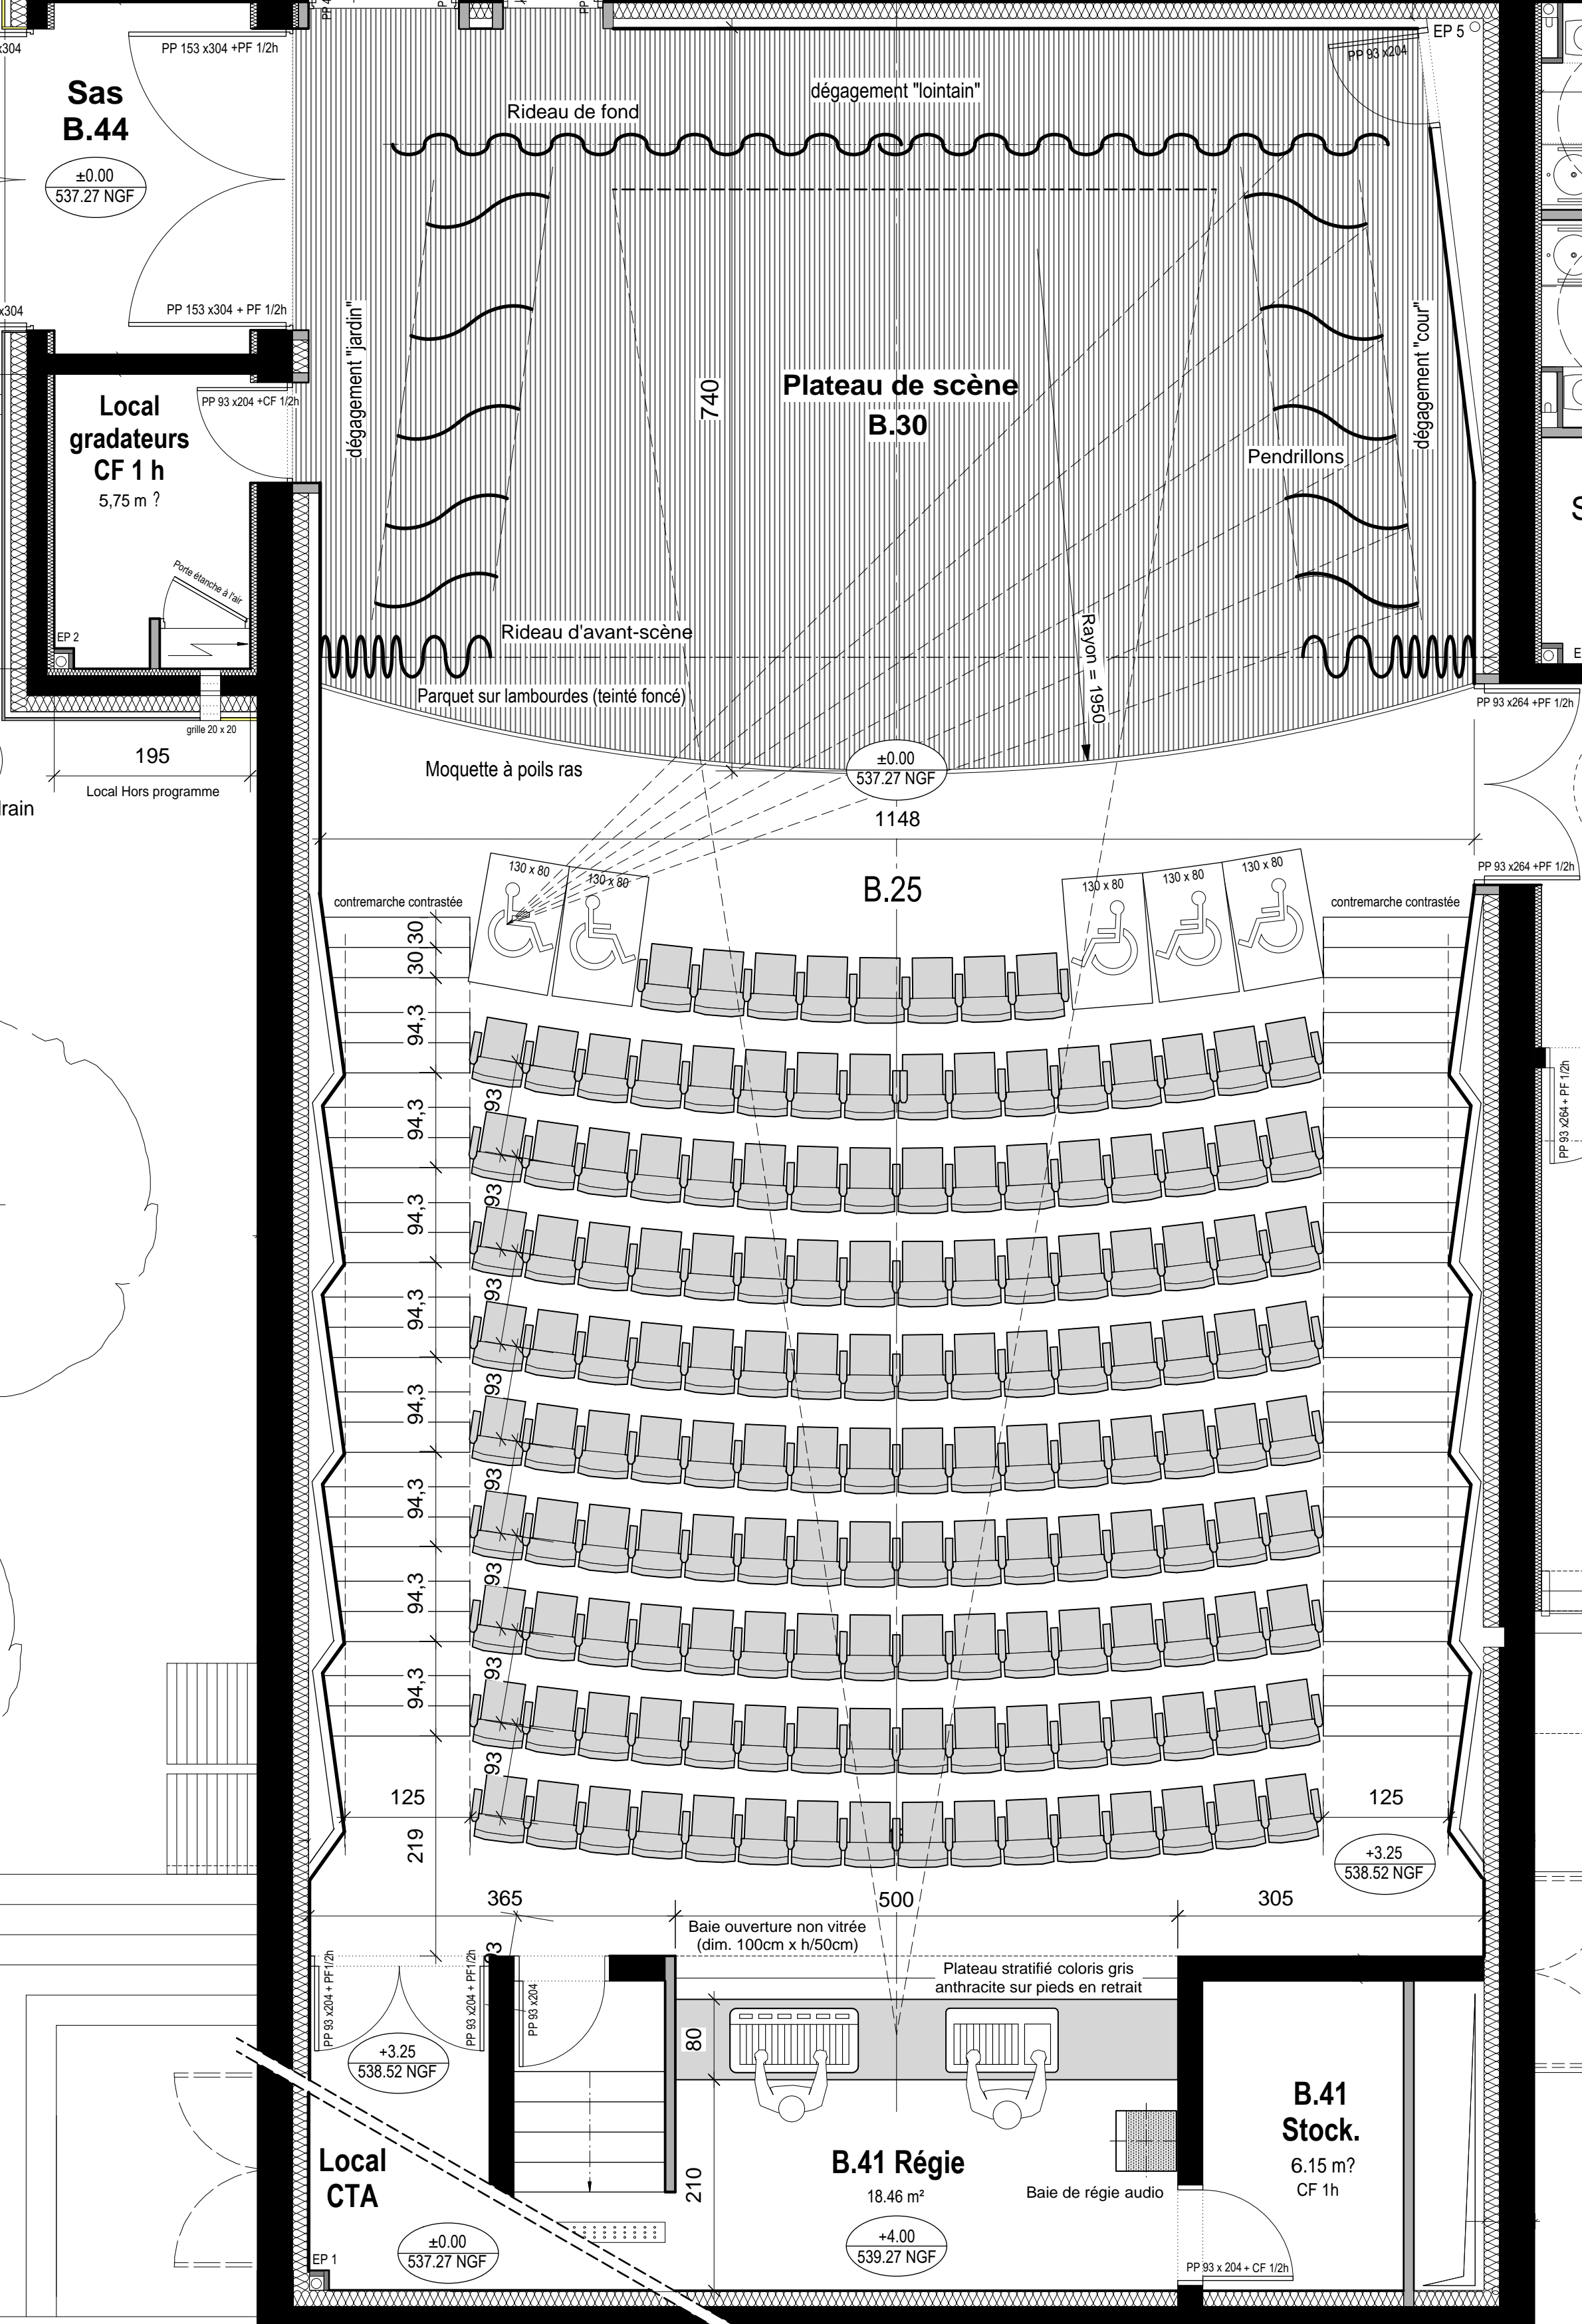 x304
PP 153 x304 +PF 1/2h
Sas
B.44
±0.00
537.27 NGF
x304
PP 153 x304 + PF 1/2h
EP 5
PP 93 x204
dégagement "lointain"
Rideau de fond
dégagement "jardin"
740
Plateau de scène
B.30
dégagement "cour"
Pendrillons
PP 93 x204 +CF 1/2h
Local
gradateurs
CF 1 h
5,75 m ?
Porte étanche à l'air
EP 2
grille 20 x 20
195
Local Hors programme
Rideau d'avant-scène
Parquet sur lambourdes (teinté foncé)
Rayon = 1950
Moquette à poils ras
±0.00
537.27 NGF
1148
PP 93 x264 +PF 1/2h
PP 93 x264 +PF 1/2h
B.25
130 x 80
130 x 80
130 x 80
130 x 80
130 x 80
contremarche contrastée
contremarche contrastée
30
30
94,3
94,3
94,3
94,3
94,3
94,3
94,3
94,3
93
93
93
93
93
93
93
93
93
PP 93 x264 + PF 1/2h
125
125
219
+3.25
538.52 NGF
365
500
305
Baie ouverture non vitrée
(dim. 100cm x h/50cm)
Plateau stratifié coloris gris
anthracite sur pieds en retrait
PP 93 x204 + PF1/2h
PP 93 x204 + PF1/2h
PP 93 x204
+3.25
538.52 NGF
80
210
Local
CTA
±0.00
537.27 NGF
EP 1
B.41 Régie
18.46 m²
+4.00
539.27 NGF
Baie de régie audio
B.41
Stock.
6.15 m?
CF 1h
PP 93 x 204 + CF 1/2h